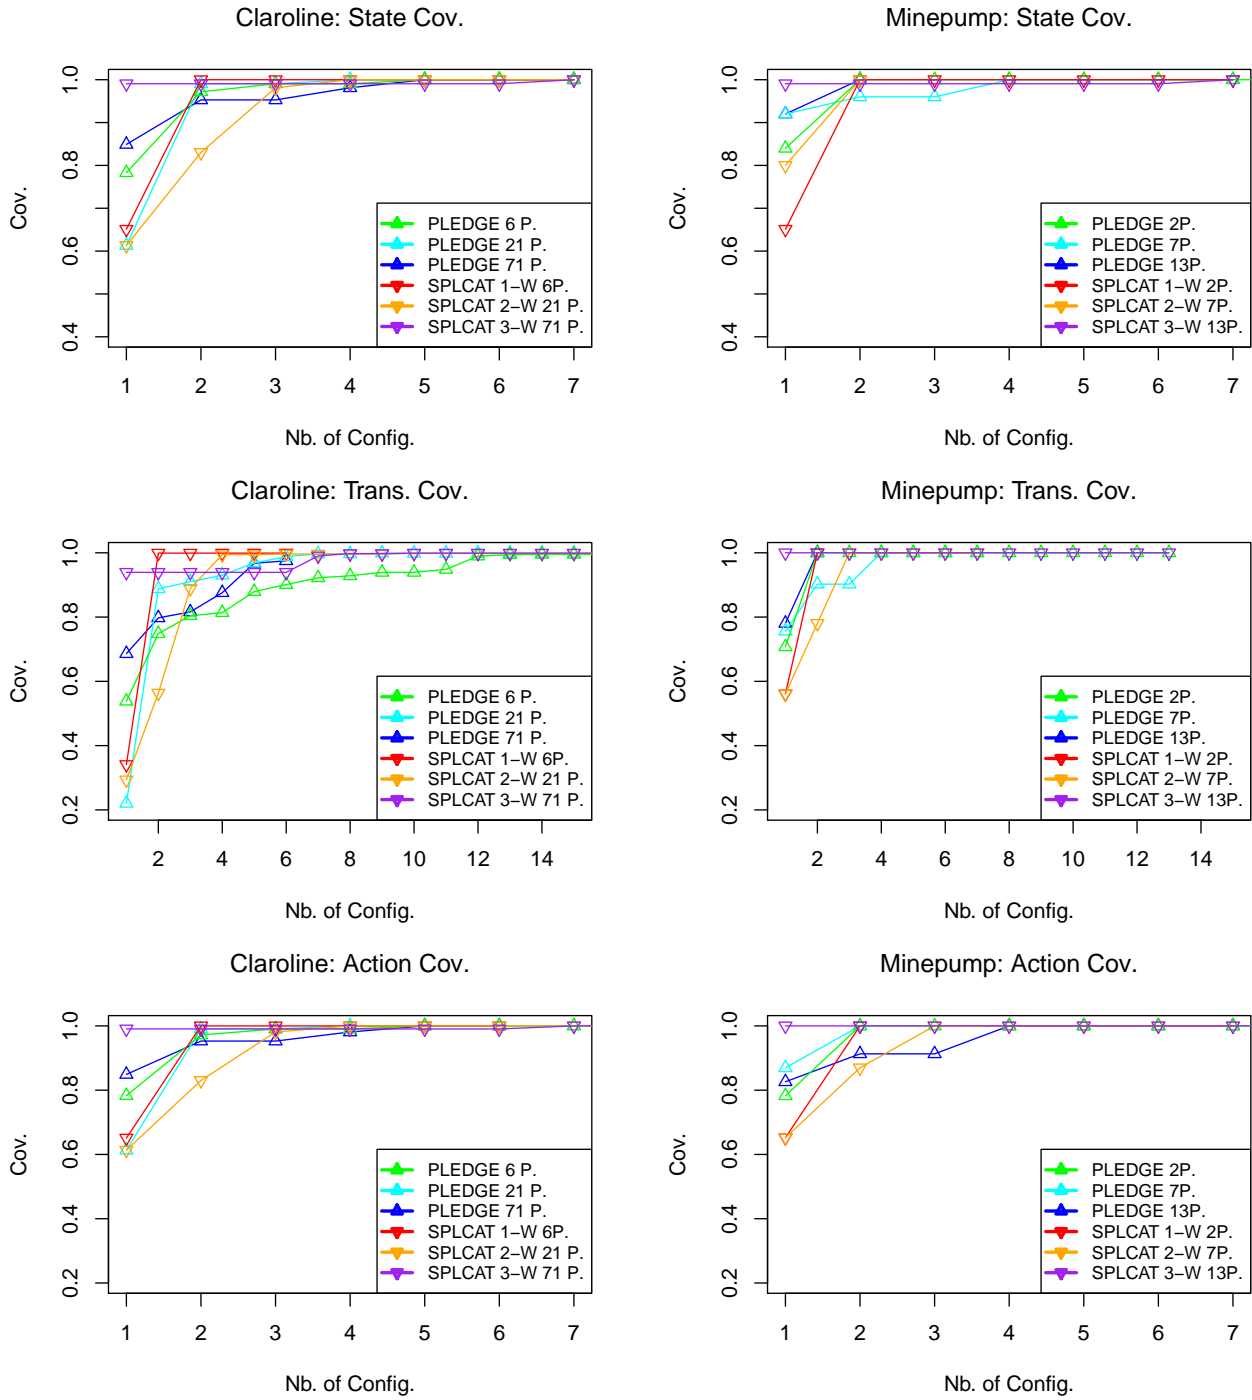 Claroline: State Cov.
Cov.
1.0
0.8
0.6
0.4
PLEDGE 6 P.
PLEDGE 21 P.
PLEDGE 71 P.
SPLCAT 1−W 6P.
SPLCAT 2−W 21 P.
SPLCAT 3−W 71 P.
1 2 3 4 5 6 7
Nb. of Config.
Minepump: State Cov.
Cov.
1.0
0.8
0.6
0.4
PLEDGE 2P.
PLEDGE 7P.
PLEDGE 13P.
SPLCAT 1−W 2P.
SPLCAT 2−W 7P.
SPLCAT 3−W 13P.
1 2 3 4 5 6 7
Nb. of Config.
Claroline: Trans. Cov.
Cov.
1.0
0.8
0.6
0.4
0.2
PLEDGE 6 P.
PLEDGE 21 P.
PLEDGE 71 P.
SPLCAT 1−W 6P.
SPLCAT 2−W 21 P.
SPLCAT 3−W 71 P.
2 4 6 8 10 12 14
Nb. of Config.
Minepump: Trans. Cov.
Cov.
1.0
0.8
0.6
0.4
0.2
PLEDGE 2P.
PLEDGE 7P.
PLEDGE 13P.
SPLCAT 1−W 2P.
SPLCAT 2−W 7P.
SPLCAT 3−W 13P.
2 4 6 8 10 12 14
Nb. of Config.
Claroline: Action Cov.
Cov.
1.0
0.8
0.6
0.4
0.2
PLEDGE 6 P.
PLEDGE 21 P.
PLEDGE 71 P.
SPLCAT 1−W 6P.
SPLCAT 2−W 21 P.
SPLCAT 3−W 71 P.
1 2 3 4 5 6 7
Nb. of Config.
Minepump: Action Cov.
Cov.
1.0
0.8
0.6
0.4
0.2
PLEDGE 2P.
PLEDGE 7P.
PLEDGE 13P.
SPLCAT 1−W 2P.
SPLCAT 2−W 7P.
SPLCAT 3−W 13P.
1 2 3 4 5 6 7
Nb. of Config.